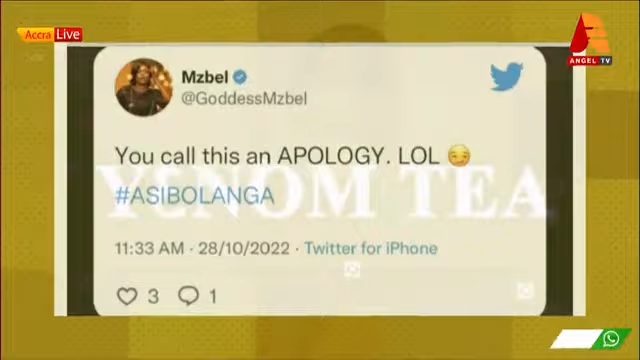 Accra Live
ANGEL TV
Mzbel
@GoddessMzbel
You call this an APOLOGY. LOL 😏
#ASIBOLANGA
YƐNOM TEA
11:33 AM · 28/10/2022 · Twitter for iPhone
3 1